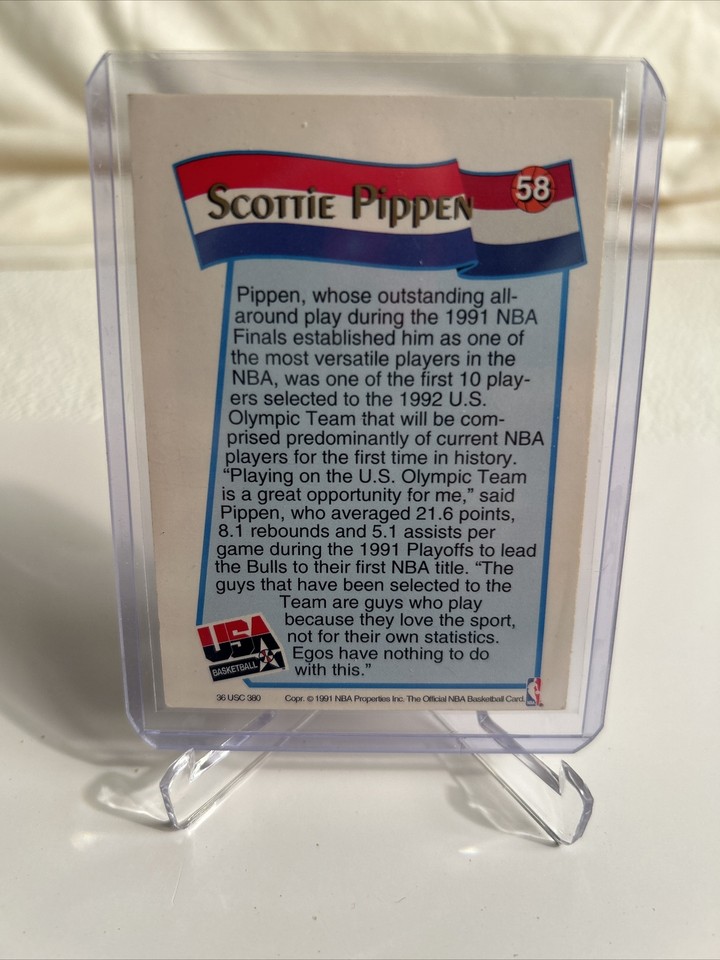 Scottie Pippen
58
Pippen, whose outstanding all-
around play during the 1991 NBA
Finals established him as one of
the most versatile players in the
NBA, was one of the first 10 play-
ers selected to the 1992 U.S.
Olympic Team that will be com-
prised predominantly of current NBA
players for the first time in history.
“Playing on the U.S. Olympic Team
is a great opportunity for me,” said
Pippen, who averaged 21.6 points,
8.1 rebounds and 5.1 assists per
game during the 1991 Playoffs to lead
the Bulls to their first NBA title. “The
guys that have been selected to the
Team are guys who play
because they love the sport,
not for their own statistics.
Egos have nothing to do
with this.”
USA
BASKETBALL
36 USC 380
Copr. © 1991 NBA Properties Inc. The Official NBA Basketball Card.